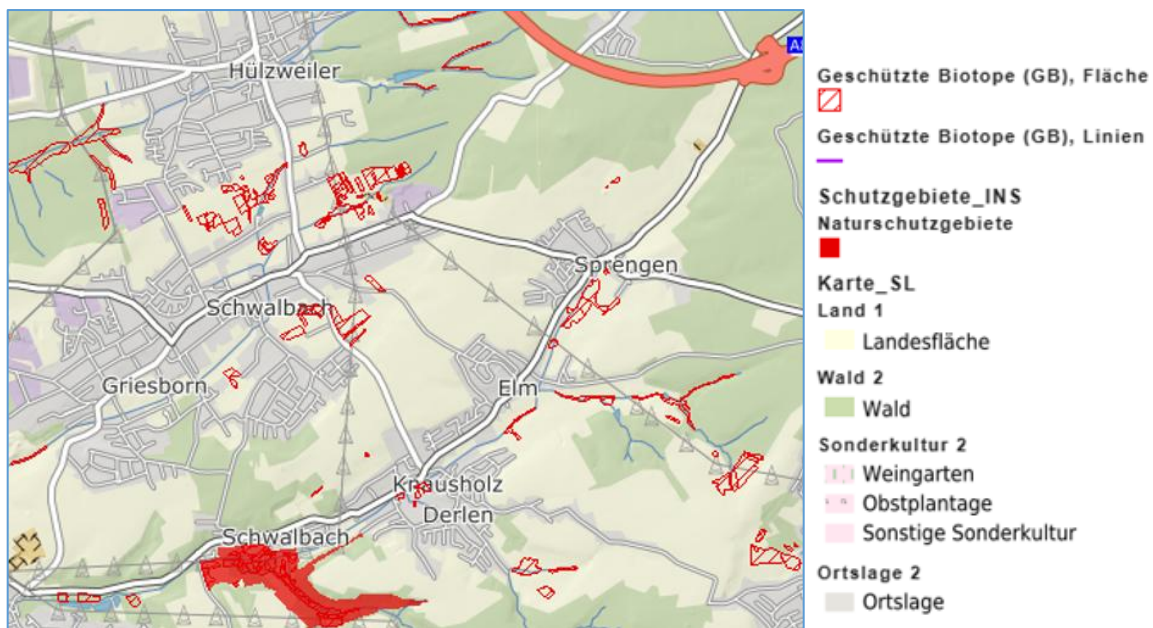 Hülzweiler
A
Schwalbach
Sprengen
Griesborn
Elm
Knausholz
Derlen
Schwalbach
Geschützte Biotope (GB), Fläche
Geschützte Biotope (GB), Linien
Schutzgebiete_INS
Naturschutzgebiete
Karte_SL
Land 1
Landesfläche
Wald 2
Wald
Sonderkultur 2
Weingarten
Obstplantage
Sonstige Sonderkultur
Ortslage 2
Ortslage